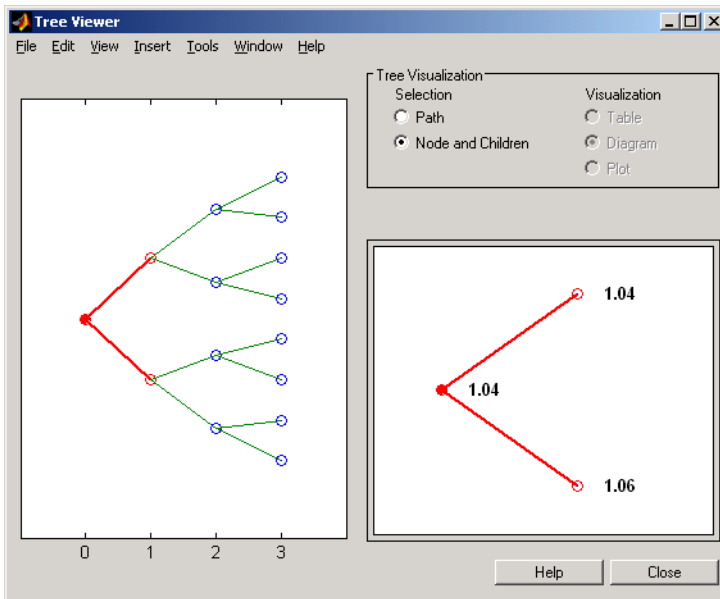 Tree Viewer
File Edit View Insert Tools Window Help
Tree Visualization
Selection Visualization
Path Table
Node and Children Diagram
Plot
1.04
1.04
1.06
0 1 2 3
Help Close